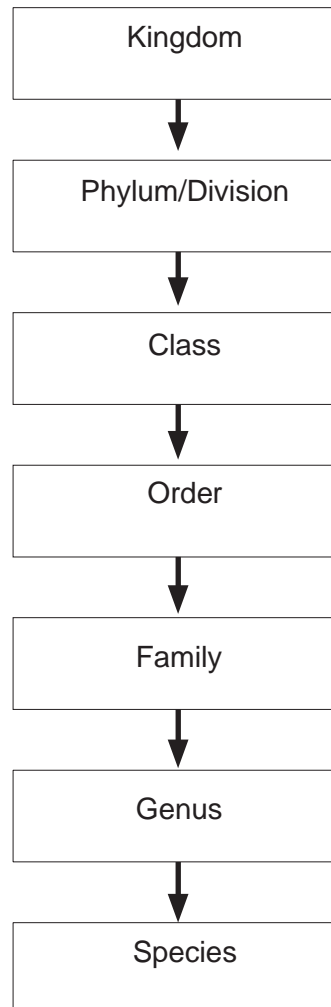 Kingdom
Phylum/Division
Class
Order
Family
Genus
Species